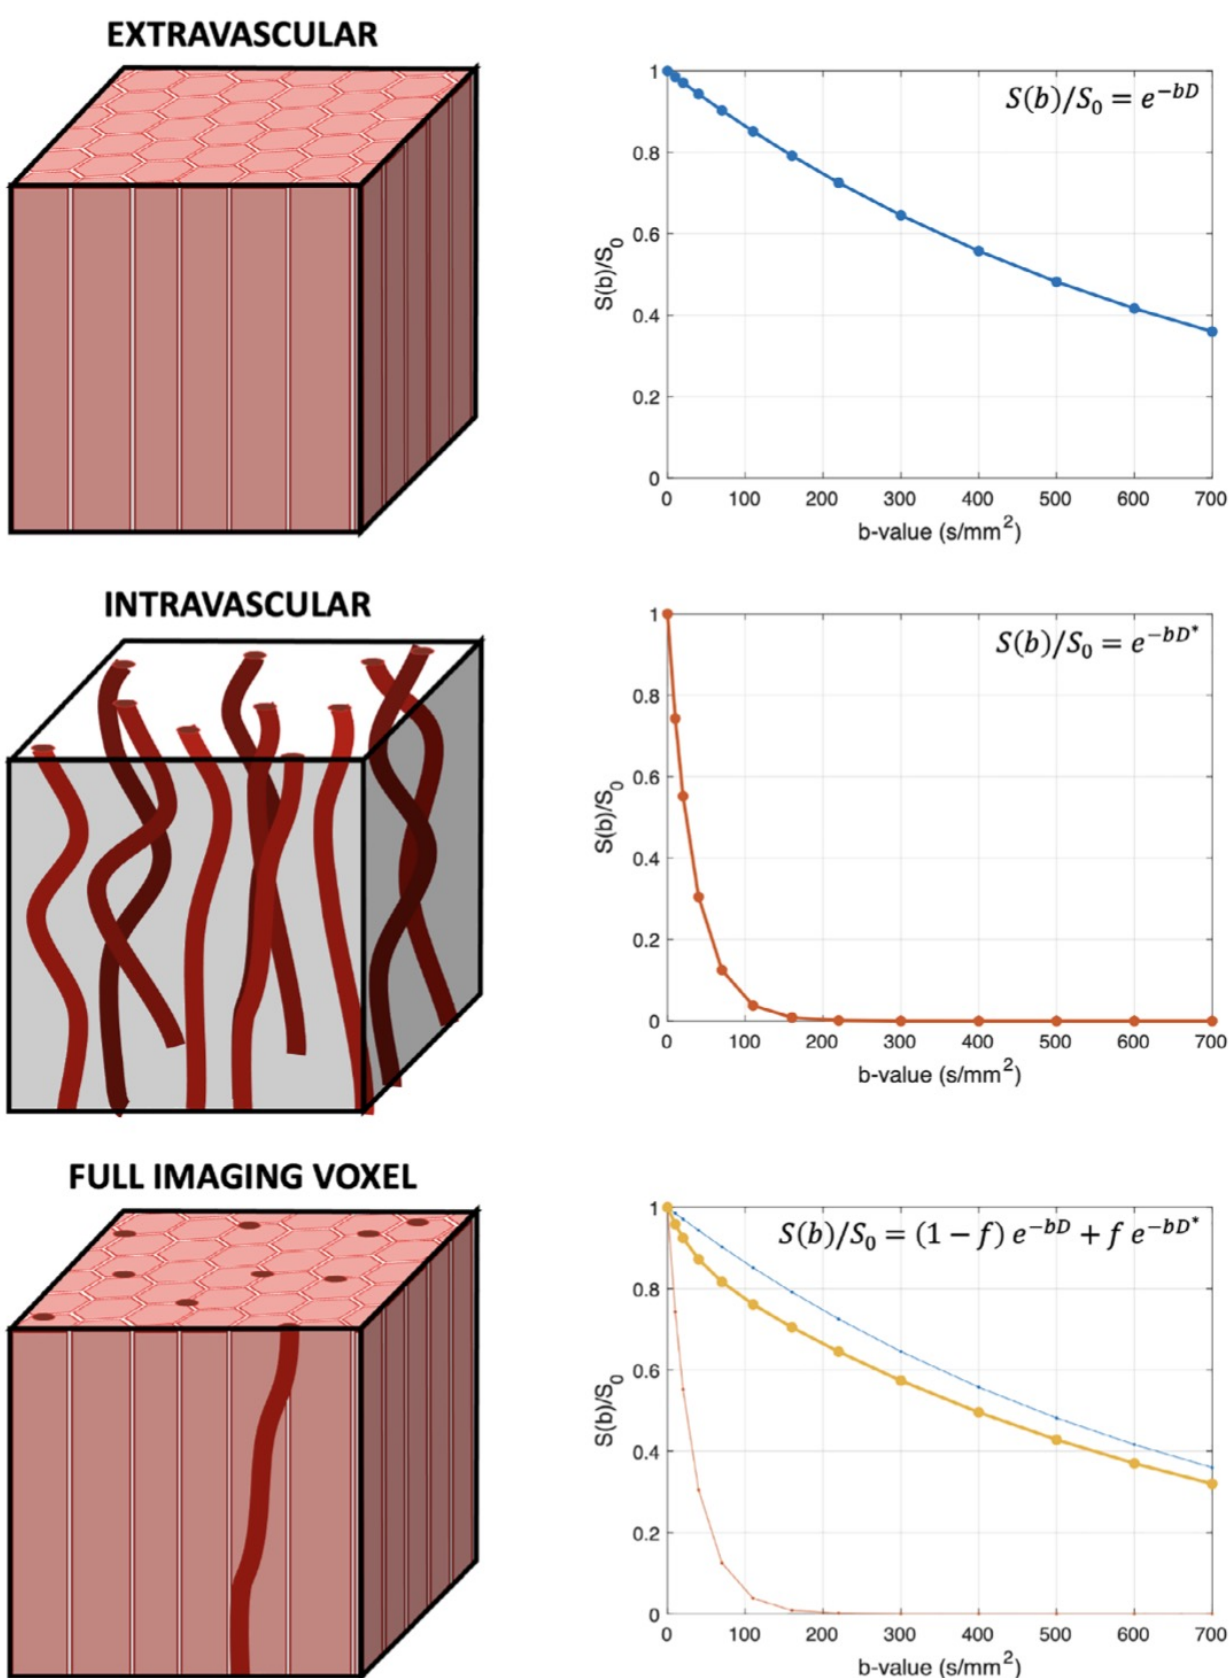 EXTRAVASCULAR
S(b)/S₀ = e^{-bD}
1
0.8
0.6
0.4
0.2
0
S(b)/S₀
0 100 200 300 400 500 600 700
b-value (s/mm²)
INTRAVASCULAR
S(b)/S₀ = e^{-bD*}
1
0.8
0.6
0.4
0.2
0
S(b)/S₀
0 100 200 300 400 500 600 700
b-value (s/mm²)
FULL IMAGING VOXEL
S(b)/S₀ = (1 − f) e^{-bD} + f e^{-bD*}
1
0.8
0.6
0.4
0.2
0
S(b)/S₀
0 100 200 300 400 500 600 700
b-value (s/mm²)